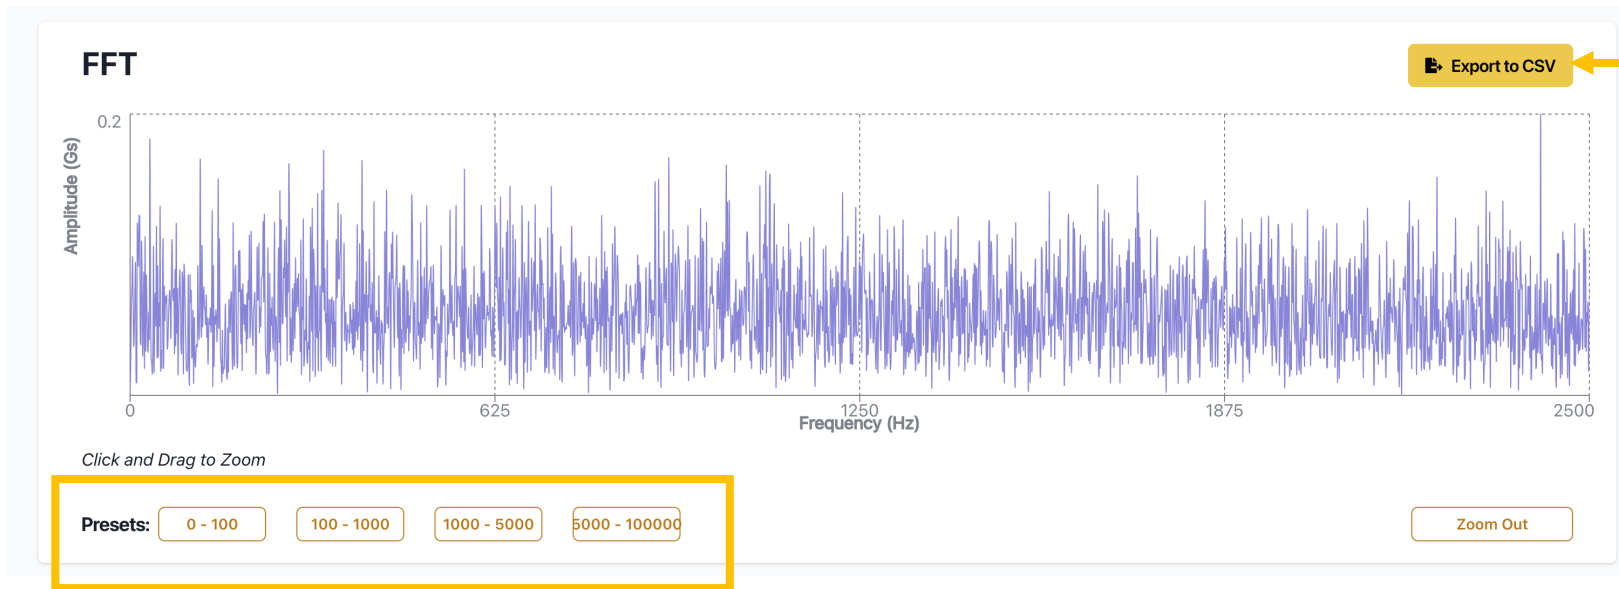 FFT
Export to CSV
0.2
Amplitude (Gs)
0 625 1250 1875 2500
Frequency (Hz)
Click and Drag to Zoom
Presets: 0 - 100 100 - 1000 1000 - 5000 5000 - 100000 Zoom Out